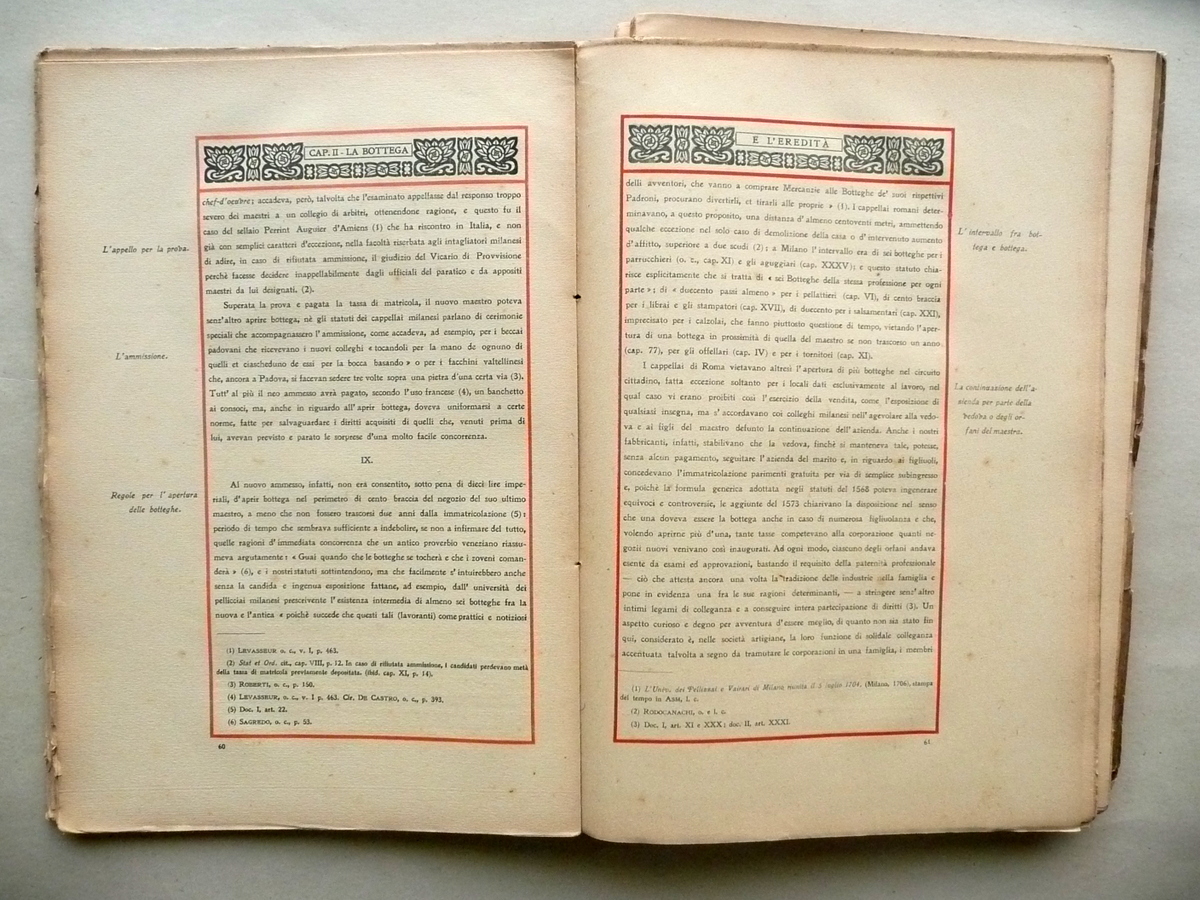 CAP. II - LA BOTTEGA
chef-d'oeubre; accadeva, però, talvolta che l'esaminato appellasse dal responso troppo
severo dei maestri a un collegio di arbitri, ottenendone ragione, e questo fu il
caso del sellaio Perrint Auguier d'Amiens (1) che ha riscontro in Italia, e non
già con semplici caratteri d'eccezione, nella facoltà riserbata agli intagliatori milanesi
di adire, in caso di rifiutata ammissione, il giudizio del Vicario di Provvisione
perchè facesse decidere inappellabilmente dagli ufficiali del paratico e da appositi
maestri da lui designati. (2).
L'appello per la proba.
Superata la prova e pagata la tassa di matricola, il nuovo maestro poteva
senz'altro aprire bottega, nè gli statuti dei cappellai milanesi parlano di cerimonie
speciali che accompagnassero l'ammissione, come accadeva, ad esempio, per i beccai
padovani che ricevevano i nuovi colleghi « tocandoli per la mano de ognuno di
quelli et ciascheduno de essi per la bocca basando » o per i facchini valtellinesi
che, ancora a Padova, si facevan sedere tre volte sopra una pietra d'una certa via (3).
Tutt' al più il neo ammesso avrà pagato, secondo l'uso francese (4), un banchetto
ai consoci, ma, anche in riguardo all' aprir bottega, doveva uniformarsi a certe
norme, fatte per salvaguardare i diritti acquisiti di quelli che, venuti prima di
lui, avevan previsto e parato le sorprese d'una molto facile concorrenza.
L'ammissione.
IX.
Al nuovo ammesso, infatti, non era consentito, sotto pena di dieci lire impe-
riali, d'aprir bottega nel perimetro di cento braccia del negozio del suo ultimo
maestro, a meno che non fossero trascorsi due anni dalla immatricolazione (5):
periodo di tempo che sembrava sufficiente a indebolire, se non a infirmare del tutto,
quelle ragioni d' immediata concorrenza che un antico proverbio veneziano riassu-
meva argutamente: « Guai quando che le botteghe se tocherà e che i zoveni coman-
derà » (6), e i nostri statuti sottintendono, ma che facilmente s' intuirebbero anche
senza la candida e ingenua esposizione fattane, ad esempio, dall' università dei
pellicciai milanesi prescrivente l'esistenza intermedia di almeno sei botteghe fra la
nuova e l'antica « poichè succede che questi tali (lavoranti) come prattici e notiziosi
Regole per l' apertura
delle botteghe.
(1) LEVASSEUR o. c., v. I, p. 463.
(2) Stat et Ord. cit., cap. VIII, p. 12. In caso di rifiutata ammissione, i candidati perdevano metà
della tassa di matricola previamente depositata. (ibid. cap. XI, p. 14).
(3) ROBERTI, o. c., p. 150.
(4) LEVASSEUR, o. c., v. I p. 463. Cfr. DE CASTRO, o. c., p. 393.
(5) Doc. I, art. 22.
(6) SAGREDO, o. c., p. 53.
60
E L'EREDITÀ
delli avventori, che vanno a comprare Mercanzie alle Botteghe de' suoi rispettivi
Padroni, procurano divertirli, et tirarli alle proprie » (1). I cappellai romani deter-
minavano, a questo proposito, una distanza d' almeno centoventi metri, ammettendo
qualche eccezione nel solo caso di demolizione della casa o d' intervenuto aumento
d'affitto, superiore a due scudi (2); a Milano l'intervallo era di sei botteghe per i
parrucchieri (o. c., cap. XI) e gli aguggiari (cap. XXXV); e questo statuto chia-
risce esplicitamente che si tratta di « sei Botteghe della stessa professione per ogni
parte »; di « duecento passi almeno » per i pellattieri (cap. VI), di cento braccia
per i librai e gli stampatori (cap. XVII), di duecento per i salsamentari (cap. XXI),
imprecisato per i calzolai, che fanno piuttosto questione di tempo, vietando l'aper-
tura di una bottega in prossimità di quella del maestro se non trascorso un anno.
(cap. 77), per gli offellari (cap. IV) e per i tornitori (cap. XI).
L' intervallo fra bot-
tega e bottega.
I cappellai di Roma vietavano altresì l'apertura di più botteghe nel circuito
cittadino, fatta eccezione soltanto per i locali dati esclusivamente al lavoro, nel
qual caso vi erano proibiti così l'esercizio della vendita, come l'esposizione di
qualsiasi insegna, ma s' accordavano coi colleghi milanesi nell'agevolare alla vedo-
va e ai figli del maestro defunto la continuazione dell'azienda. Anche i nostri
fabbricanti, infatti, stabilivano che la vedova, finchè si manteneva tale, potesse,
senza alcun pagamento, seguitare l'azienda del marito e, in riguardo ai figliuoli,
concedevano l'immatricolazione parimenti gratuita per via di semplice subingresso
e, poichè la formula generica adottata negli statuti del 1568 poteva ingenerare
equivoci e controversie, le aggiunte del 1573 chiarivano la disposizione nel senso
che una doveva essere la bottega anche in caso di numerosa figliuolanza e che,
volendo aprirne più d'una, tante tasse competevano alla corporazione quanti ne-
gozii nuovi venivano così inaugurati. Ad ogni modo, ciascuno degli orfani andava
esente da esami ed approvazioni, bastando il requisito della paternità professionale
— ciò che attesta ancora una volta la tradizione delle industrie nella famiglia e
pone in evidenza una fra le sue ragioni determinanti, — a stringere senz'altro
intimi legami di colleganza e a conseguire intera partecipazione di diritti (3). Un
aspetto curioso e degno per avventura d'essere meglio, di quanto non sia stato fin
qui, considerato è, nelle società artigiane, la loro funzione di solidale colleganza
accentuata talvolta a segno da tramutare le corporazioni in una famiglia, i membri
La continuazione dell'a-
zienda per parte della
vedova o degli or-
fani del maestro.
(1) L'Univ. dei Pellizzai e Vaivari di Milano munita il 5 luglio 1704. (Milano, 1706), stampa
del tempo in ASM, l. c.
(2) RODOCANACHI, o. e l. c.
(3) Doc. I, art. XI e XXX; doc. II, art. XXXI.
61